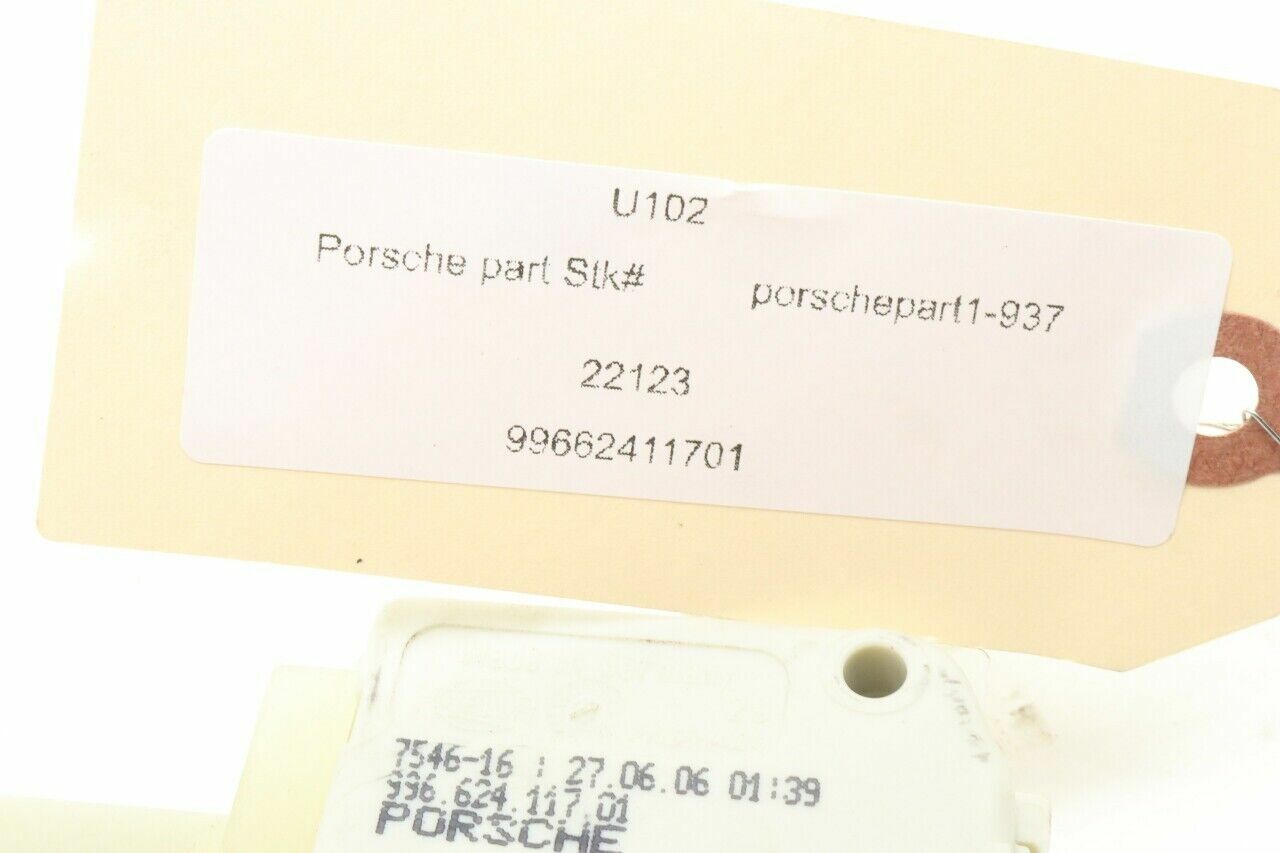 U102
Porsche part Stk# porschepart1-937
22123
99662411701
7546-16 : 27.06.06 01:39
996.624.117.01
PORSCHE